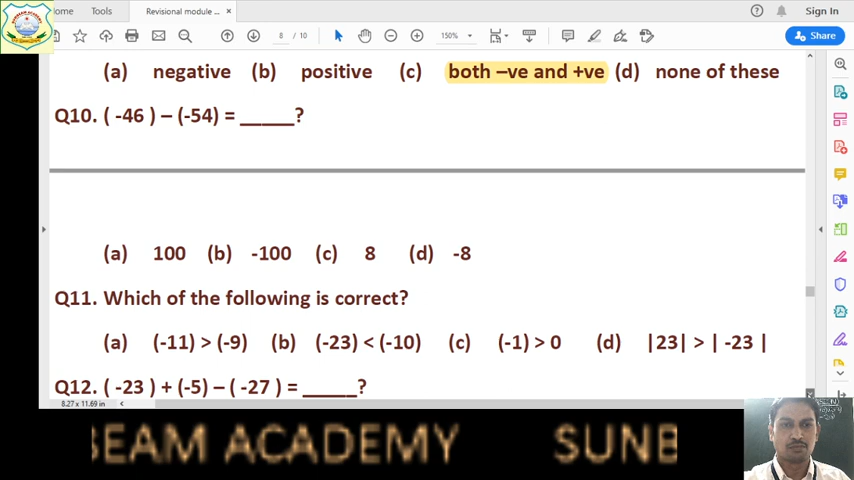 ome Tools Revisional module ... × Sign In
8 / 10 150% Share
(a) negative (b) positive (c) both –ve and +ve (d) none of these
Q10. ( -46 ) – (-54) = _____?
(a) 100 (b) -100 (c) 8 (d) -8
Q11. Which of the following is correct?
(a) (-11) > (-9) (b) (-23) < (-10) (c) (-1) > 0 (d) |23| > | -23 |
Q12. ( -23 ) + (-5) – ( -27 ) = _____?
8.27 x 11.69 in
BEAM ACADEMY SUNB